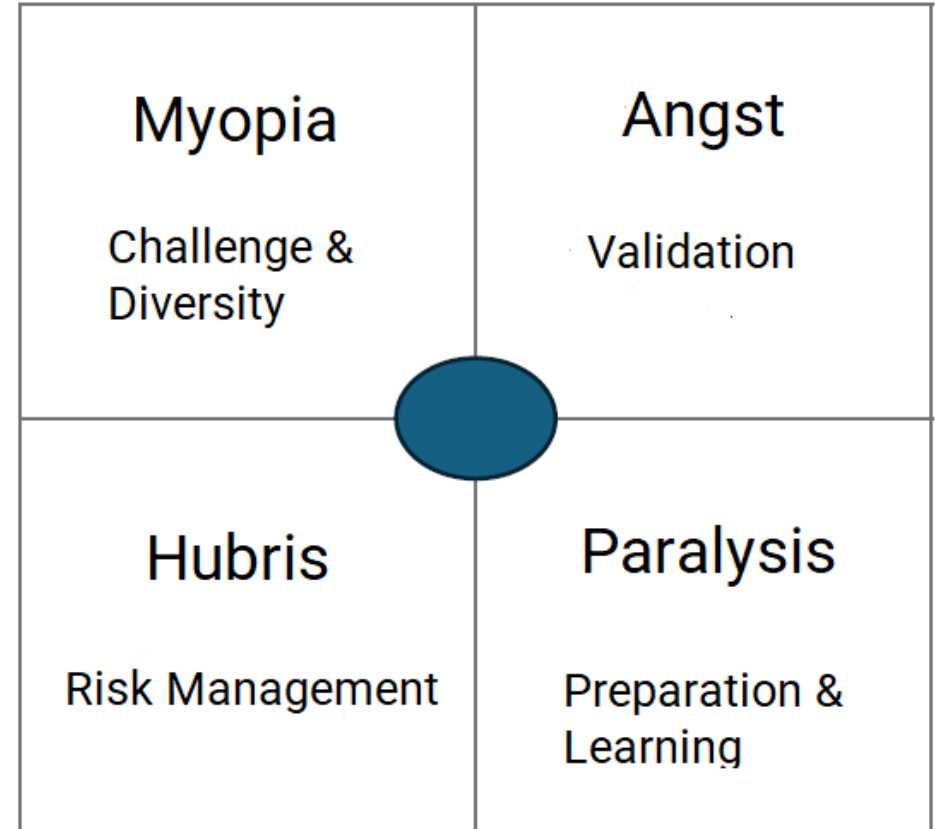 Myopia
Challenge &
Diversity
Angst
Validation
Hubris
Risk Management
Paralysis
Preparation &
Learning